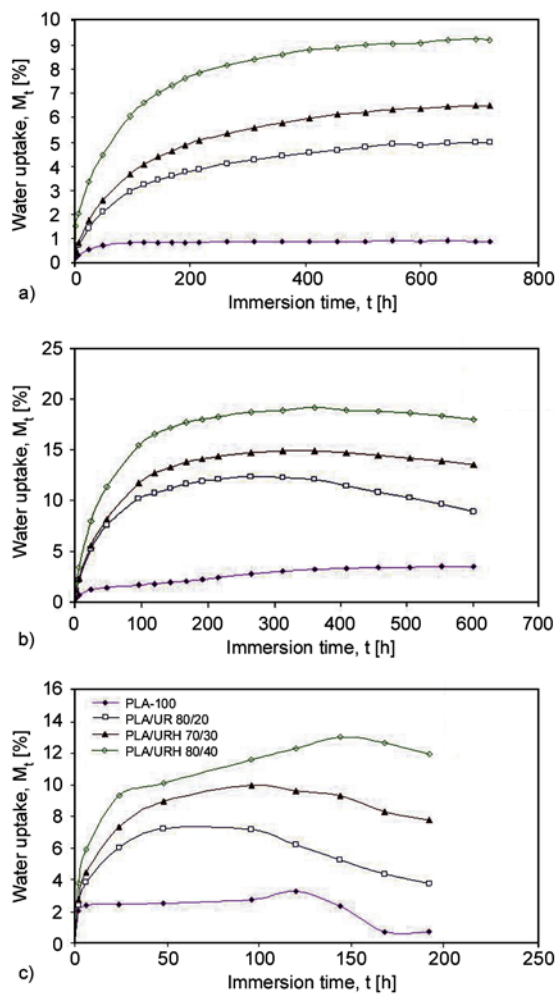 10
9
8
7
6
5
4
3
2
1
0
Water uptake, Mt [%]
0 200 400 600 800
Immersion time, t [h]
a)
25
20
15
10
5
0
Water uptake, Mt [%]
0 100 200 300 400 500 600 700
Immersion time, t [h]
b)
16
14
12
10
8
6
4
2
0
Water uptake, Mt [%]
PLA-100
PLA/UR 80/20
PLA/URH 70/30
PLA/URH 80/40
0 50 100 150 200 250
Immersion time, t [h]
c)